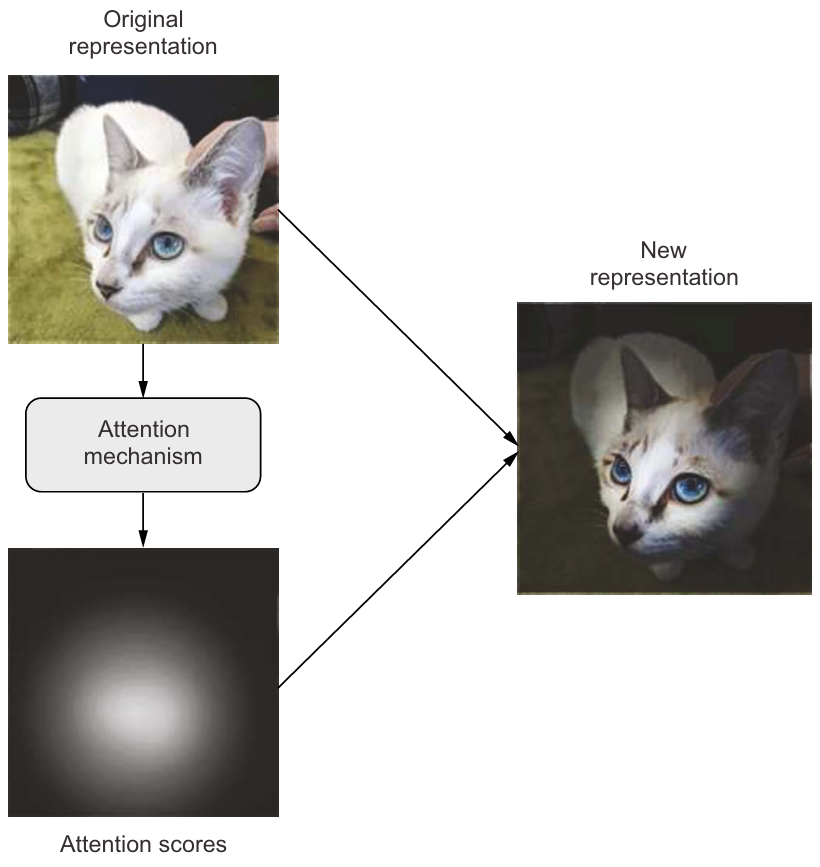 Original
representation
Attention
mechanism
Attention scores
New
representation